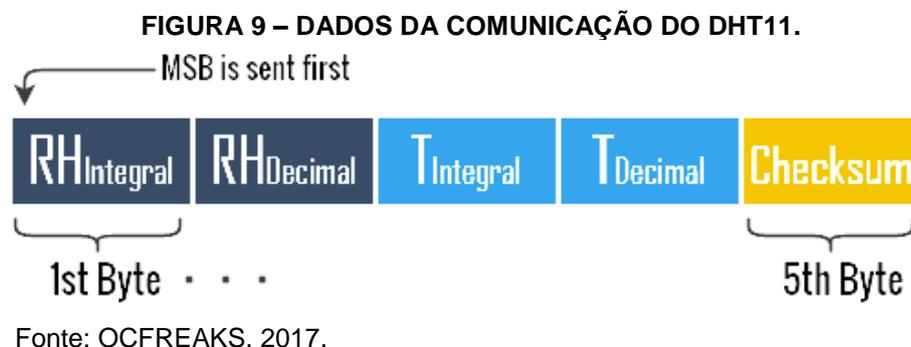 FIGURA 9 – DADOS DA COMUNICAÇÃO DO DHT11.
MSB is sent first
RHIntegral RHDecimal TIntegral TDecimal Checksum
1st Byte · · · 5th Byte
Fonte: OCFREAKS, 2017.